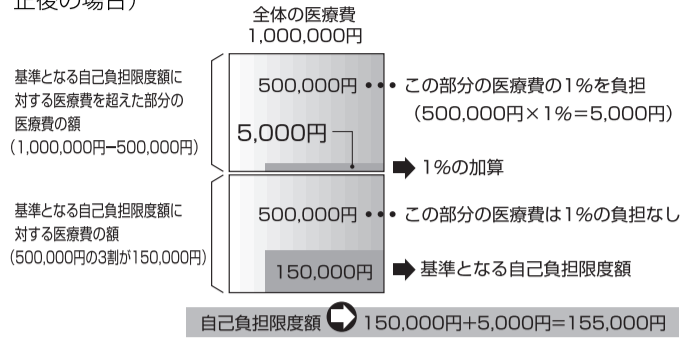 正後の場合）
全体の医療費
1,000,000円
基準となる自己負担限度額に
対する医療費を超えた部分の
医療費の額
（1,000,000円−500,000円）
500,000円 ••• この部分の医療費の1%を負担
（500,000円×1%＝5,000円）
5,000円
➡ 1%の加算
基準となる自己負担限度額に
対する医療費の額
（500,000円の3割が150,000円）
500,000円 ••• この部分の医療費は1%の負担なし
150,000円 ➡ 基準となる自己負担限度額
自己負担限度額 ➡ 150,000円+5,000円=155,000円